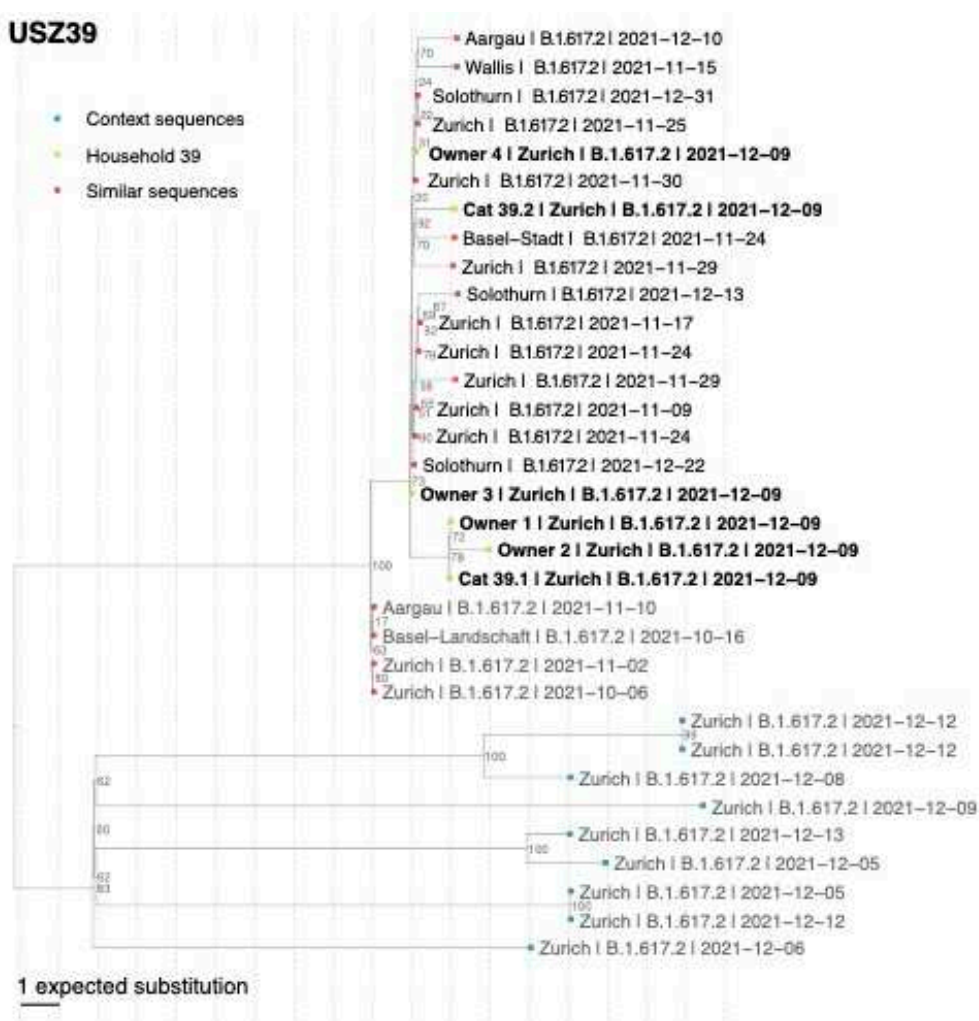 USZ39
Context sequences
Household 39
Similar sequences
Aargau | B.1.617.2 | 2021-12-10
70
Wallis | B.1.617.2 | 2021-11-15
24
Solothurn | B.1.617.2 | 2021-12-31
22
Zurich | B.1.617.2 | 2021-11-25
Owner 4 | Zurich | B.1.617.2 | 2021-12-09
Zurich | B.1.617.2 | 2021-11-30
Cat 39.2 | Zurich | B.1.617.2 | 2021-12-09
92
Basel-Stadt | B.1.617.2 | 2021-11-24
70
Zurich | B.1.617.2 | 2021-11-29
Solothurn | B.1.617.2 | 2021-12-13
Zurich | B.1.617.2 | 2021-11-17
Zurich | B.1.617.2 | 2021-11-24
Zurich | B.1.617.2 | 2021-11-29
Zurich | B.1.617.2 | 2021-11-09
Zurich | B.1.617.2 | 2021-11-24
Solothurn | B.1.617.2 | 2021-12-22
73
Owner 3 | Zurich | B.1.617.2 | 2021-12-09
Owner 1 | Zurich | B.1.617.2 | 2021-12-09
72
Owner 2 | Zurich | B.1.617.2 | 2021-12-09
78
100
Cat 39.1 | Zurich | B.1.617.2 | 2021-12-09
Aargau | B.1.617.2 | 2021-11-10
17
Basel-Landschaft | B.1.617.2 | 2021-10-16
Zurich | B.1.617.2 | 2021-11-02
Zurich | B.1.617.2 | 2021-10-06
Zurich | B.1.617.2 | 2021-12-12
Zurich | B.1.617.2 | 2021-12-12
100
Zurich | B.1.617.2 | 2021-12-08
Zurich | B.1.617.2 | 2021-12-09
Zurich | B.1.617.2 | 2021-12-13
100
Zurich | B.1.617.2 | 2021-12-05
Zurich | B.1.617.2 | 2021-12-05
100
Zurich | B.1.617.2 | 2021-12-12
Zurich | B.1.617.2 | 2021-12-06
1 expected substitution